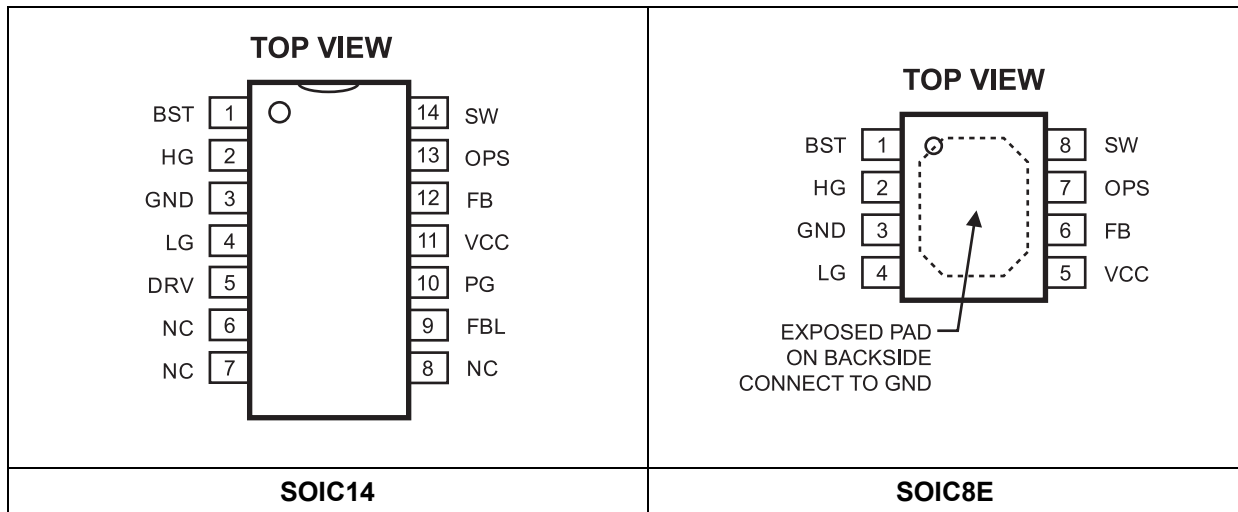 TOP VIEW
BST 1 14 SW
HG 2 13 OPS
GND 3 12 FB
LG 4 11 VCC
DRV 5 10 PG
NC 6 9 FBL
NC 7 8 NC
SOIC14
TOP VIEW
BST 1 8 SW
HG 2 7 OPS
GND 3 6 FB
LG 4 5 VCC
EXPOSED PAD
ON BACKSIDE
CONNECT TO GND
SOIC8E